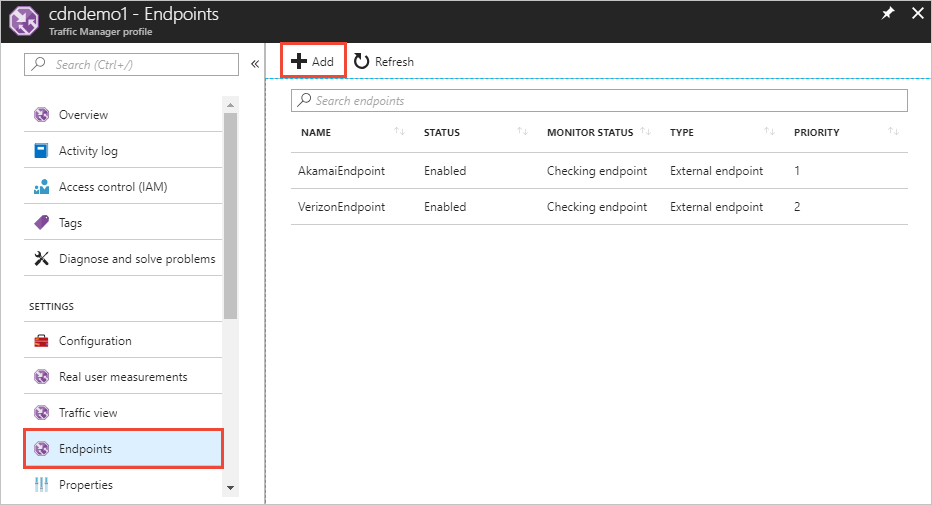 cdndemo1 - Endpoints
Traffic Manager profile
Search (Ctrl+/)
«
Overview
Activity log
Access control (IAM)
Tags
Diagnose and solve problems
SETTINGS
Configuration
Real user measurements
Traffic view
Endpoints
Properties
Add Refresh
Search endpoints
NAME STATUS MONITOR STATUS TYPE PRIORITY
AkamaiEndpoint Enabled Checking endpoint External endpoint 1
VerizonEndpoint Enabled Checking endpoint External endpoint 2